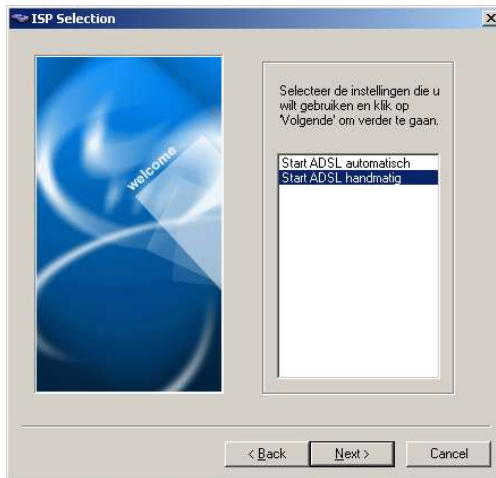 ISP Selection
welcome
Selecteer de instellingen die u
wilt gebruiken en klik op
'Volgende' om verder te gaan.
Start ADSL automatisch
Start ADSL handmatig
< Back
Next >
Cancel